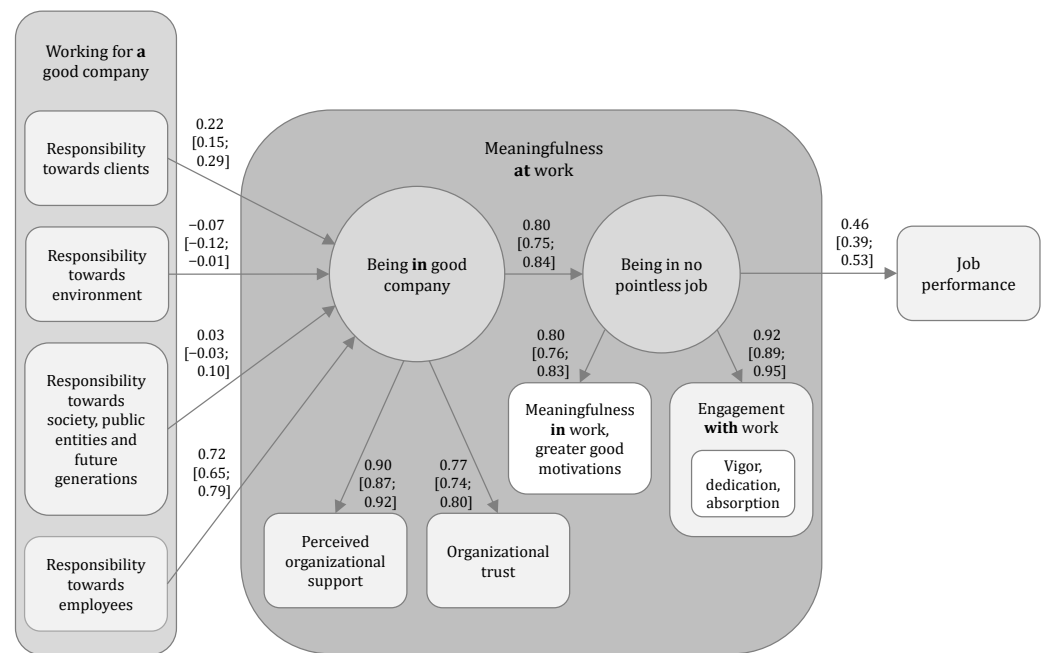 Working for a
good company
Responsibility
towards clients
Responsibility
towards
environment
Responsibility
towards
society, public
entities and
future
generations
Responsibility
towards
employees
0.22
[0.15;
0.29]
−0.07
[−0.12;
−0.01]
0.03
[−0.03;
0.10]
0.72
[0.65;
0.79]
Meaningfulness
at work
Being in good
company
0.80
[0.75;
0.84]
Being in no
pointless job
0.46
[0.39;
0.53]
Job
performance
0.90
[0.87;
0.92]
0.77
[0.74;
0.80]
Perceived
organizational
support
Organizational
trust
0.80
[0.76;
0.83]
0.92
[0.89;
0.95]
Meaningfulness
in work,
greater good
motivations
Engagement
with work
Vigor,
dedication,
absorption